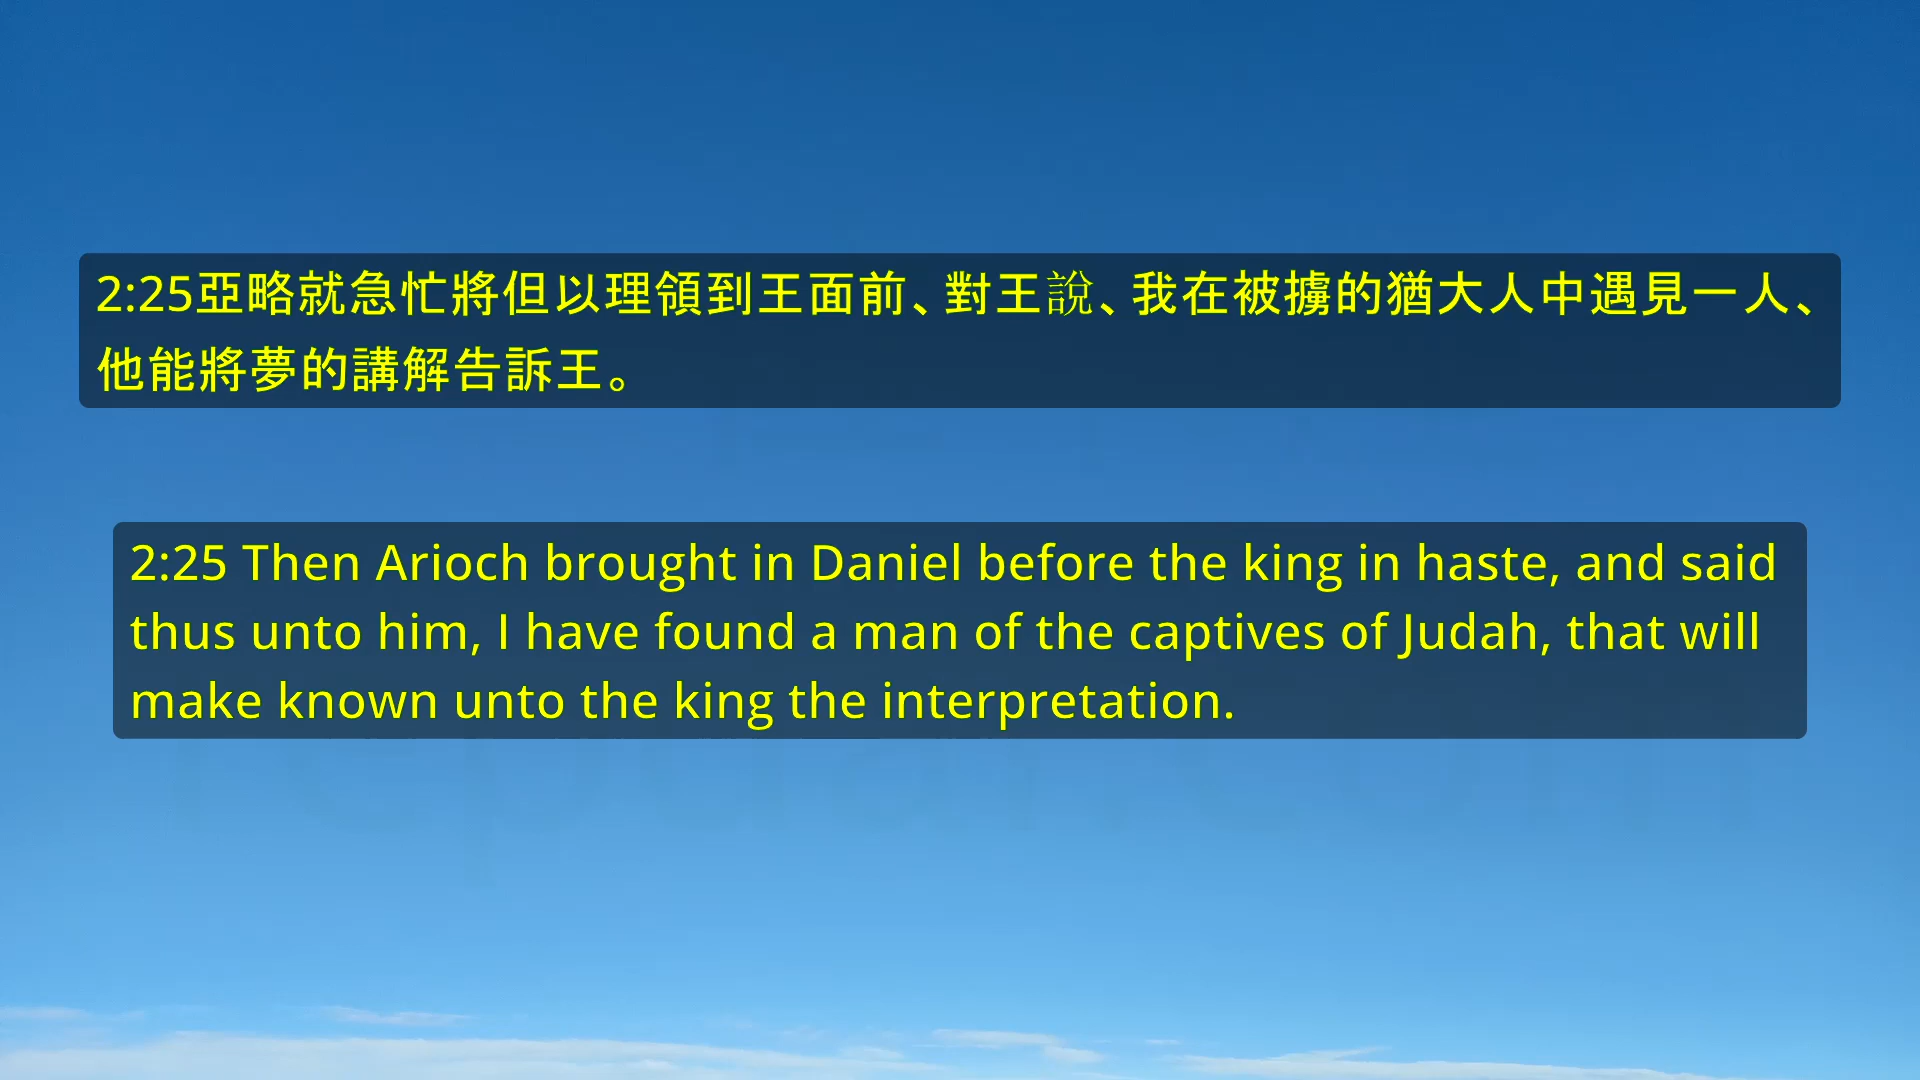 2:25亞略就急忙將但以理領到王面前、對王說、我在被擄的猶大人中遇見一人、
他能將夢的講解告訴王。
2:25 Then Arioch brought in Daniel before the king in haste, and said
thus unto him, I have found a man of the captives of Judah, that will
make known unto the king the interpretation.